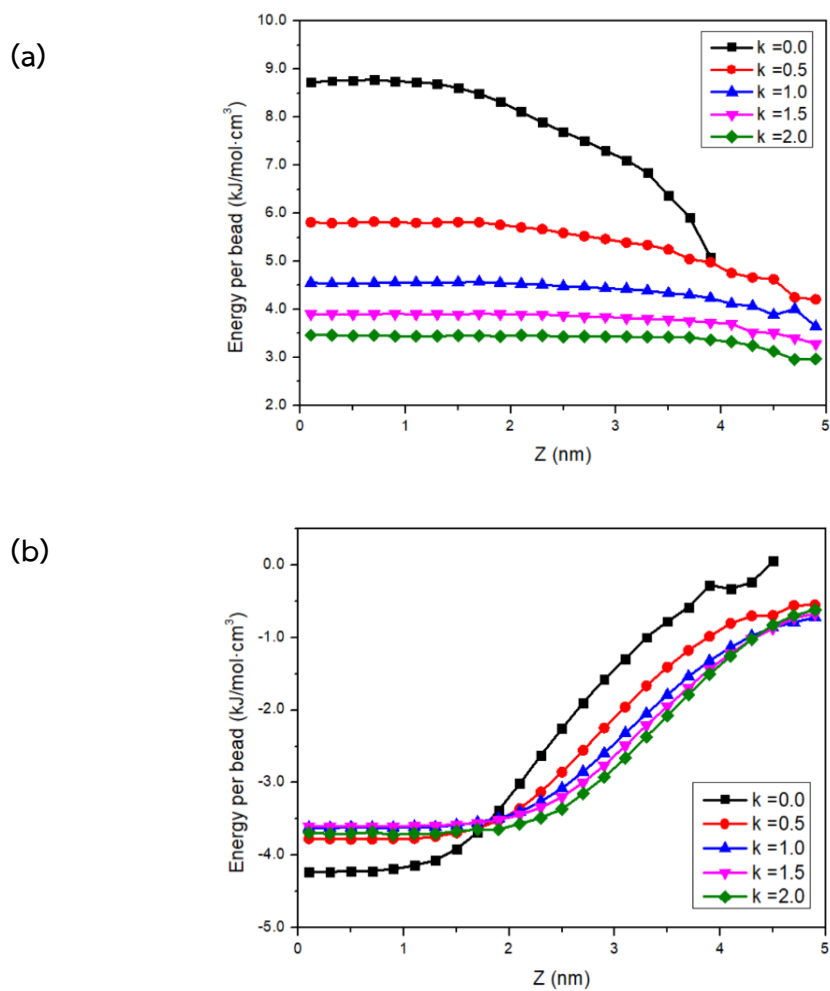 (a)
Energy per bead (kJ/mol·cm³)
10.0
9.0
8.0
7.0
6.0
5.0
4.0
3.0
2.0
k =0.0
k =0.5
k =1.0
k =1.5
k =2.0
0 1 2 3 4 5
Z (nm)
(b)
Energy per bead (kJ/mol·cm³)
0.0
-1.0
-2.0
-3.0
-4.0
-5.0
k =0.0
k =0.5
k =1.0
k =1.5
k =2.0
0 1 2 3 4 5
Z (nm)